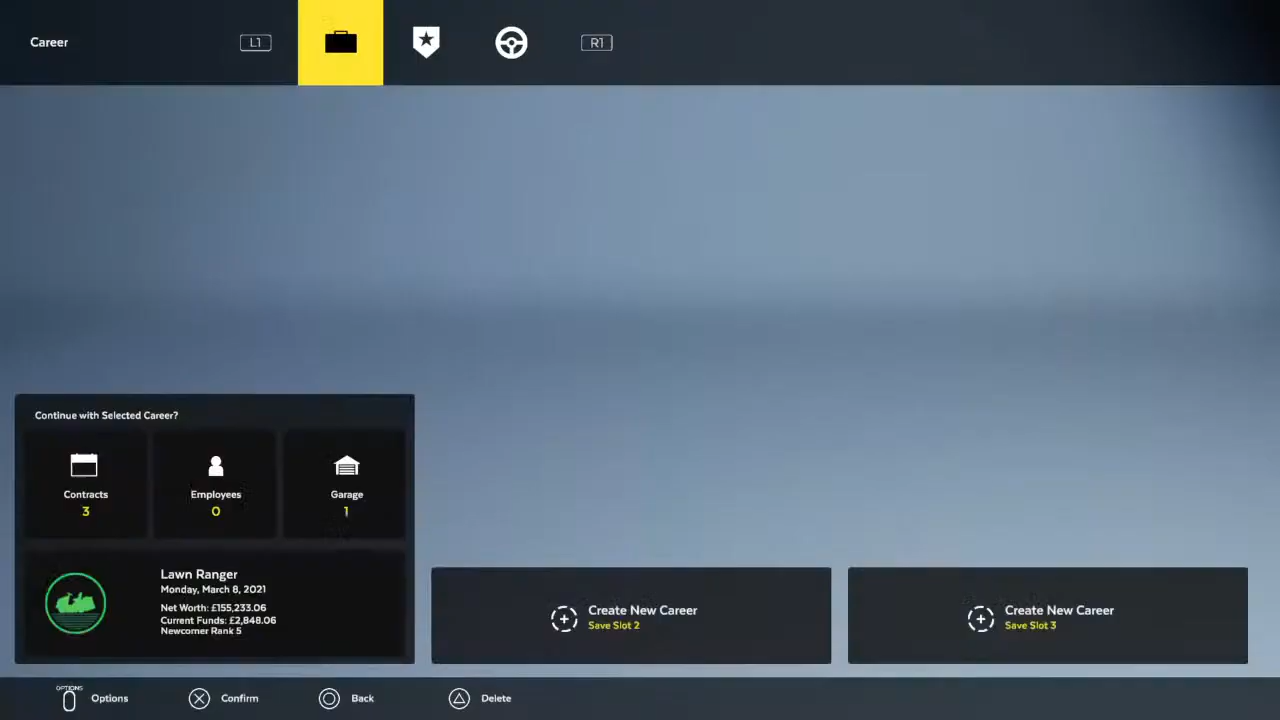 Career
L1
R1
Continue with Selected Career?
Contracts
3
Employees
0
Garage
1
Lawn Ranger
Monday, March 8, 2021
Net Worth: £155,233.06
Current Funds: £2,848.06
Newcomer Rank 5
Create New Career
Save Slot 2
Create New Career
Save Slot 3
OPTIONS
Options
Confirm
Back
Delete